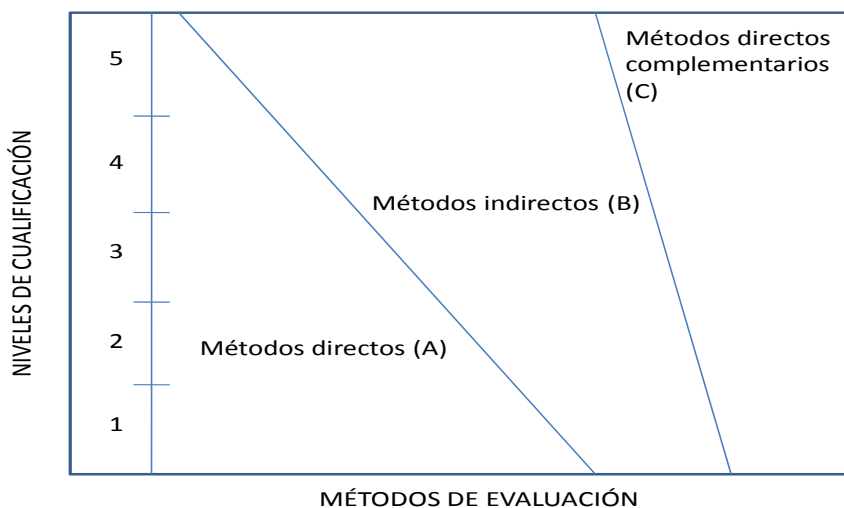 NIVELES DE CUALIFICACIÓN
5
4
3
2
1
Métodos directos
complementarios
(C)
Métodos indirectos (B)
Métodos directos (A)
MÉTODOS DE EVALUACIÓN